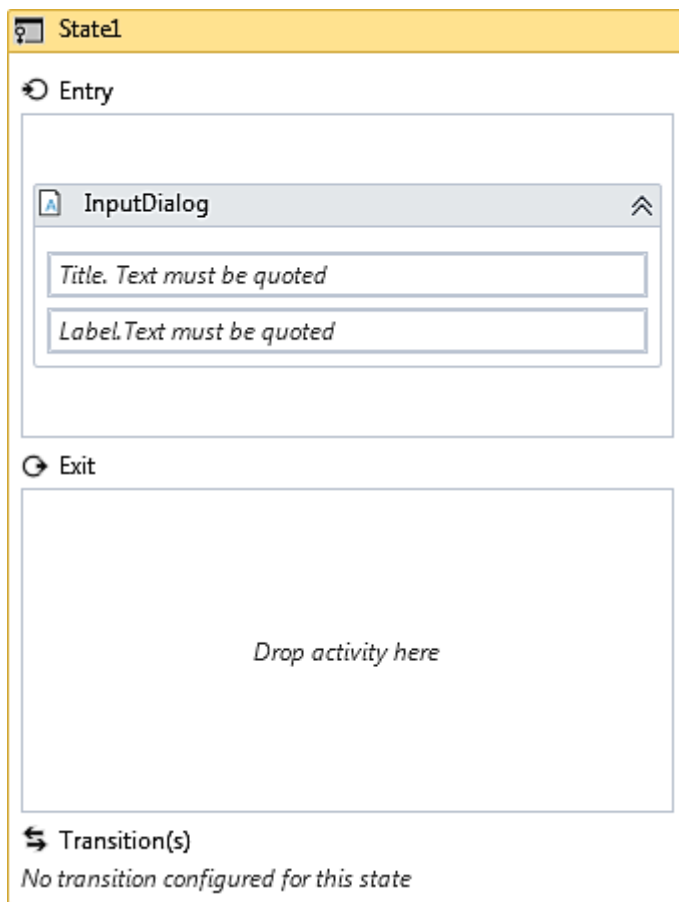 State1
Entry
InputDialog
Title. Text must be quoted
Label.Text must be quoted
Exit
Drop activity here
Transition(s)
No transition configured for this state